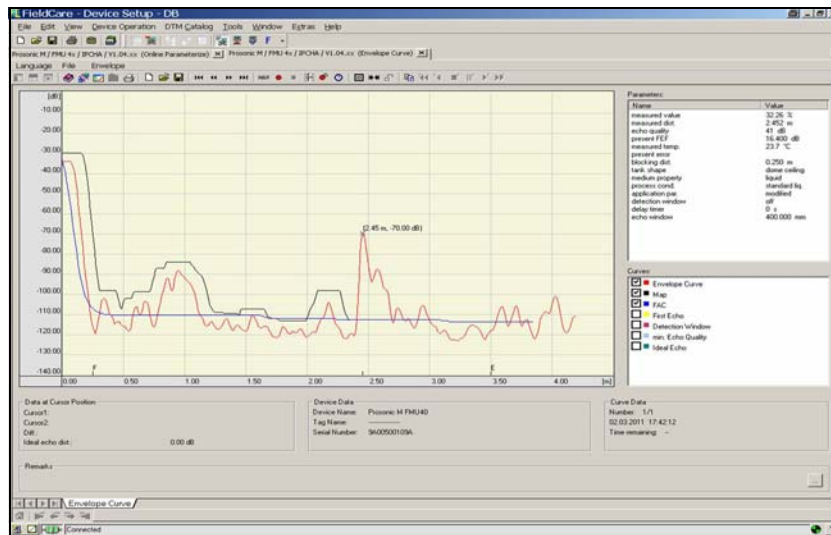 FieldCare - Device Setup - DB
File Edit View Device Operation DTM Catalog Tools Window Extras Help
Prosonic M / FMU 4x / IPCHA / V1.04.xx (Online Parameterize) Prosonic M / FMU 4x / IPCHA / V1.04.xx (Envelope Curve)
Language File Envelope
[dB]
-10.00
-20.00
-30.00
-40.00
-50.00
-60.00
-70.00
-80.00
-90.00
-100.00
-110.00
-120.00
-130.00
-140.00
(2.45 m, -70.00 dB)
F E
0.00 0.50 1.00 1.50 2.00 2.50 3.00 3.50 4.00 [m]
Parameters:
Name Value
measured value 32.26 %
measured dist. 2.452 m
echo quality 41 dB
present FEF 16.400 dB
measured temp. 23.7 °C
present error
blocking dist. 0.250 m
tank shape dome ceiling
medium property liquid
process cond. standard liq.
application par. modified
detection window off
delay timer 0 s
echo window 400.000 mm
Curves:
Envelope Curve
Map
FAC
First Echo
Detection Window
min. Echo Quality
Ideal Echo
Data at Cursor Position
Cursor1:
Cursor2:
Diff.:
Ideal echo dist.: 0.00 dB
Device Data
Device Name: Prosonic M FMU40
Tag Name: ----------
Serial Number: 9A00500109A
Curve Data
Number: 1/1
02.03.2011 17:42:12
Time remaining: --
Remarks
...
Envelope Curve
Connected